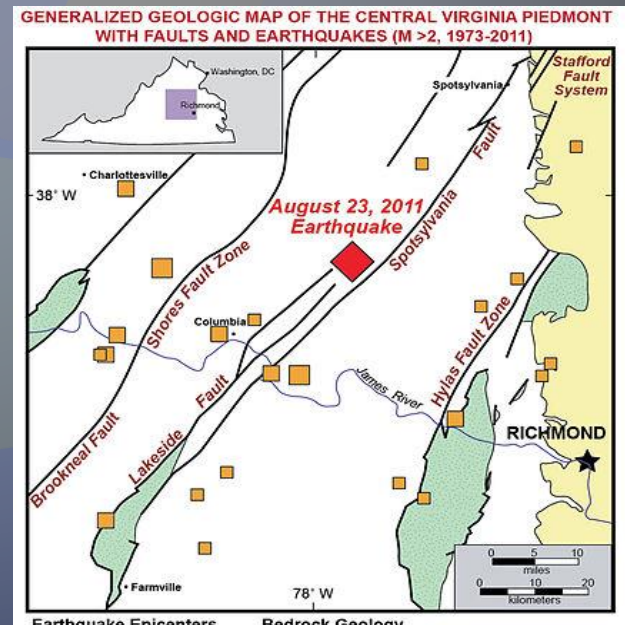 GENERALIZED GEOLOGIC MAP OF THE CENTRAL VIRGINIA PIEDMONT
WITH FAULTS AND EARTHQUAKES (M >2, 1973-2011)
Washington, DC
Richmond
Spotsylvania
Stafford
Fault
System
Charlottesville
38° W
August 23, 2011
Earthquake
Spotsylvania Fault
Shores Fault Zone
Columbia
Hylas Fault Zone
James River
Lakeside Fault
Brookneal Fault
RICHMOND
Farmville
78° W
0 5 10
miles
0 10 20
kilometers
Earthquake Epicenters Bedrock Geology